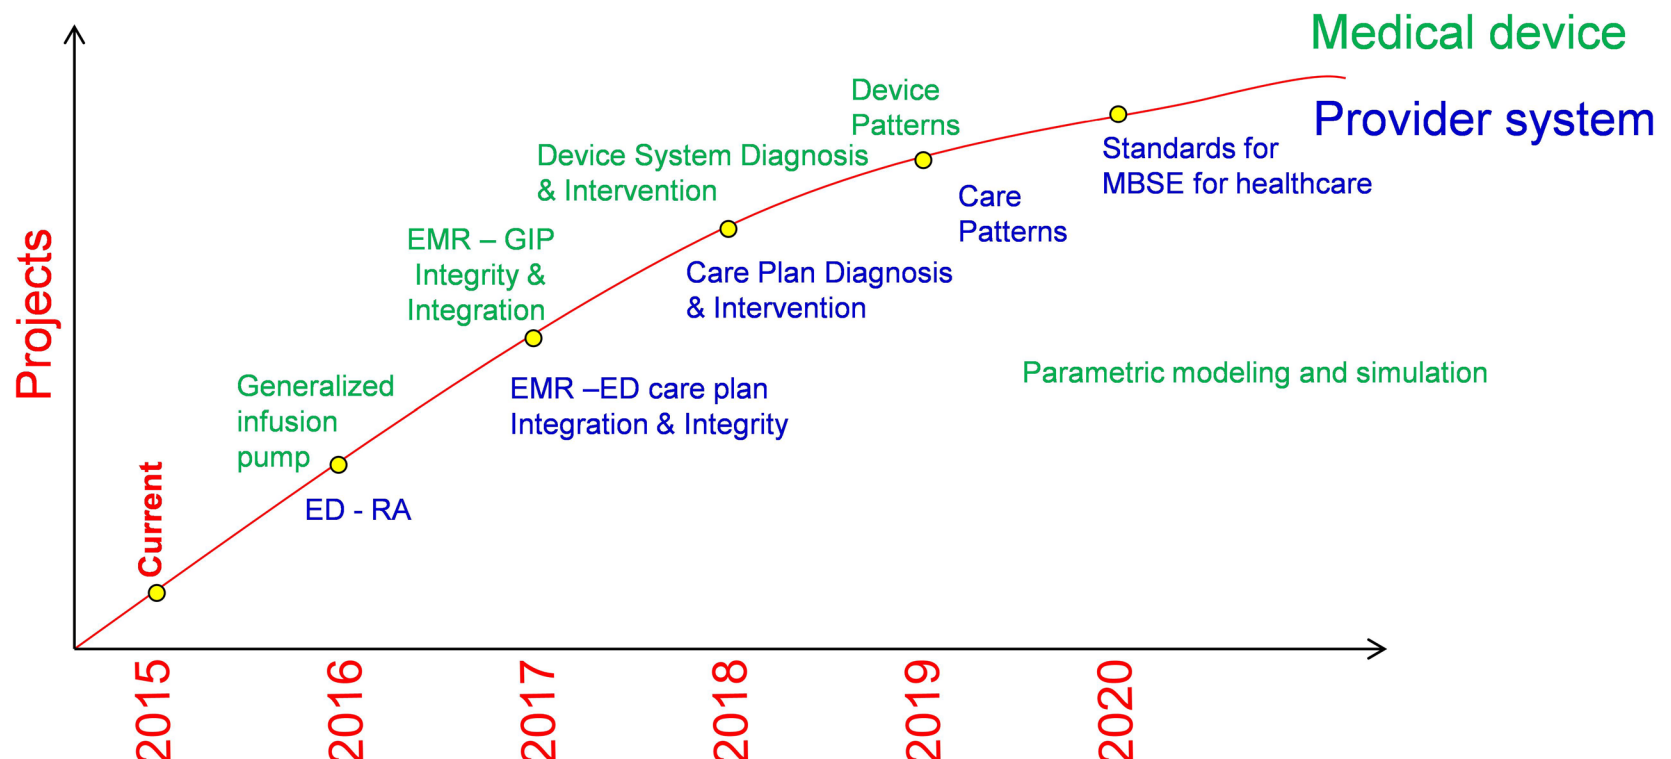 Medical device
Provider system
Device
Patterns
Standards for
MBSE for healthcare
Device System Diagnosis
& Intervention
Care
Patterns
EMR – GIP
Integrity &
Integration
Care Plan Diagnosis
& Intervention
Projects
Generalized
infusion
pump
EMR –ED care plan
Integration & Integrity
Parametric modeling and simulation
Current
ED - RA
2015
2016
2017
2018
2019
2020